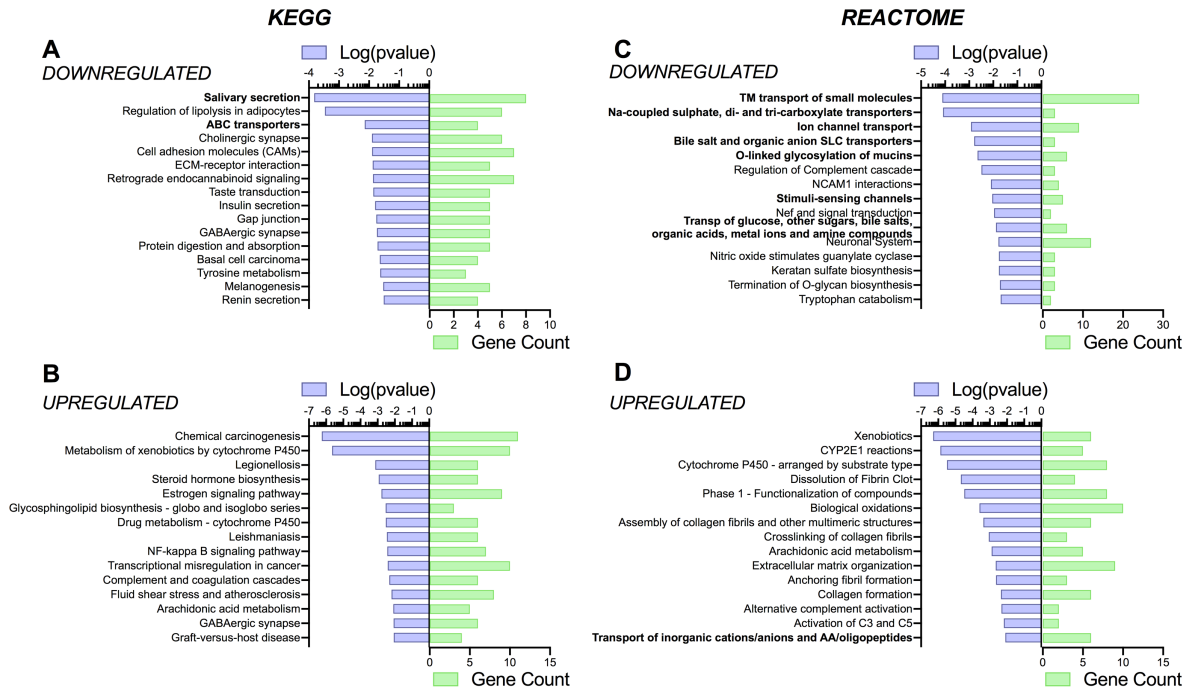 KEGG
REACTOME
A
DOWNREGULATED
Log(pvalue)
-4 -3 -2 -1 0
Salivary secretion
Regulation of lipolysis in adipocytes
ABC transporters
Cholinergic synapse
Cell adhesion molecules (CAMs)
ECM-receptor interaction
Retrograde endocannabinoid signaling
Taste transduction
Insulin secretion
Gap junction
GABAergic synapse
Protein digestion and absorption
Basal cell carcinoma
Tyrosine metabolism
Melanogenesis
Renin secretion
0 2 4 6 8 10
Gene Count
C
DOWNREGULATED
Log(pvalue)
-5 -4 -3 -2 -1 0
TM transport of small molecules
Na-coupled sulphate, di- and tri-carboxylate transporters
Ion channel transport
Bile salt and organic anion SLC transporters
O-linked glycosylation of mucins
Regulation of Complement cascade
NCAM1 interactions
Stimuli-sensing channels
Nef and signal transduction
Transp of glucose, other sugars, bile salts,
organic acids, metal ions and amine compounds
Neuronal System
Nitric oxide stimulates guanylate cyclase
Keratan sulfate biosynthesis
Termination of O-glycan biosynthesis
Tryptophan catabolism
0 10 20 30
Gene Count
B
UPREGULATED
Log(pvalue)
-7 -6 -5 -4 -3 -2 -1 0
Chemical carcinogenesis
Metabolism of xenobiotics by cytochrome P450
Legionellosis
Steroid hormone biosynthesis
Estrogen signaling pathway
Glycosphingolipid biosynthesis - globo and isoglobo series
Drug metabolism - cytochrome P450
Leishmaniasis
NF-kappa B signaling pathway
Transcriptional misregulation in cancer
Complement and coagulation cascades
Fluid shear stress and atherosclerosis
Arachidonic acid metabolism
GABAergic synapse
Graft-versus-host disease
0 5 10 15
Gene Count
D
UPREGULATED
Log(pvalue)
-7 -6 -5 -4 -3 -2 -1 0
Xenobiotics
CYP2E1 reactions
Cytochrome P450 - arranged by substrate type
Dissolution of Fibrin Clot
Phase 1 - Functionalization of compounds
Biological oxidations
Assembly of collagen fibrils and other multimeric structures
Crosslinking of collagen fibrils
Arachidonic acid metabolism
Extracellular matrix organization
Anchoring fibril formation
Collagen formation
Alternative complement activation
Activation of C3 and C5
Transport of inorganic cations/anions and AA/oligopeptides
0 5 10 15
Gene Count